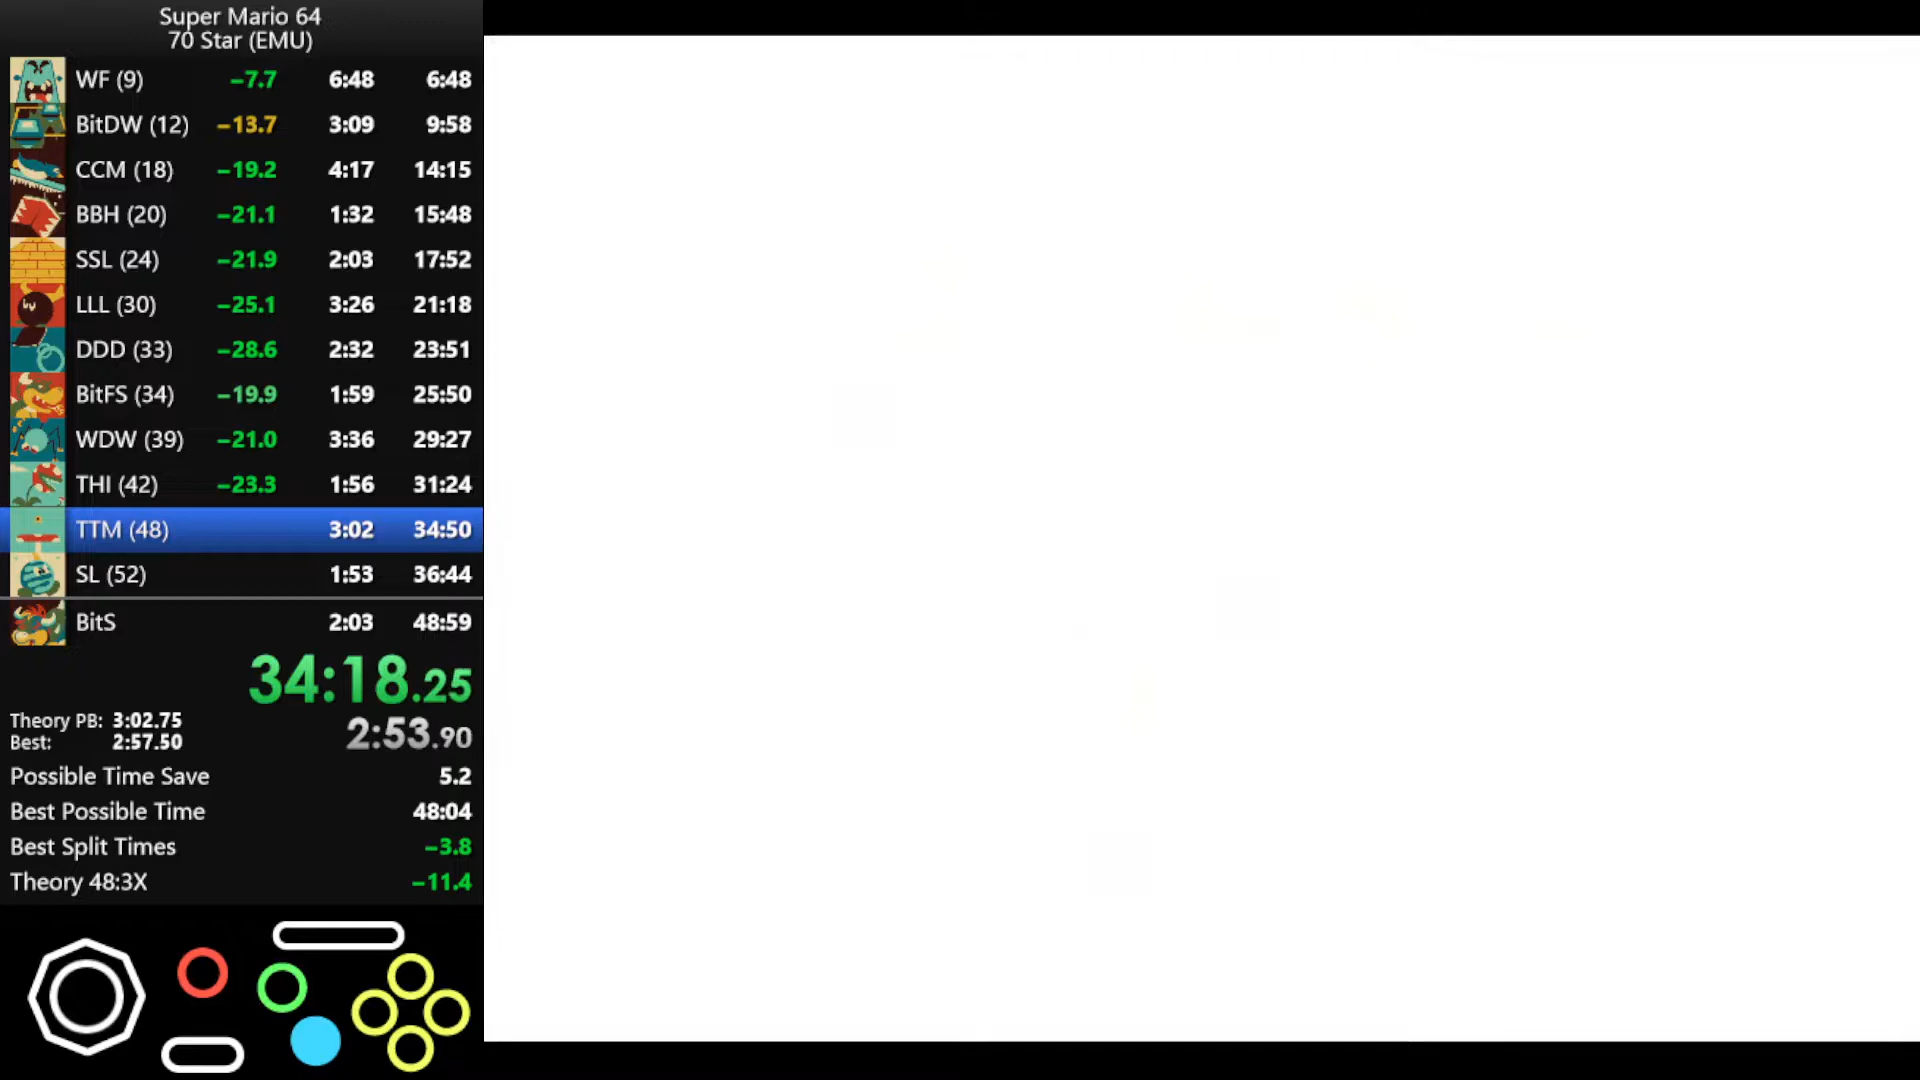 Super Mario 64
70 Star (EMU)
WF (9) −7.7 6:48 6:48
BitDW (12) −13.7 3:09 9:58
CCM (18) −19.2 4:17 14:15
BBH (20) −21.1 1:32 15:48
SSL (24) −21.9 2:03 17:52
LLL (30) −25.1 3:26 21:18
DDD (33) −28.6 2:32 23:51
BitFS (34) −19.9 1:59 25:50
WDW (39) −21.0 3:36 29:27
THI (42) −23.3 1:56 31:24
TTM (48) 3:02 34:50
SL (52) 1:53 36:44
BitS 2:03 48:59
34:18.25
Theory PB: 3:02.75
Best: 2:57.50
2:53.90
Possible Time Save 5.2
Best Possible Time 48:04
Best Split Times −3.8
Theory 48:3X −11.4